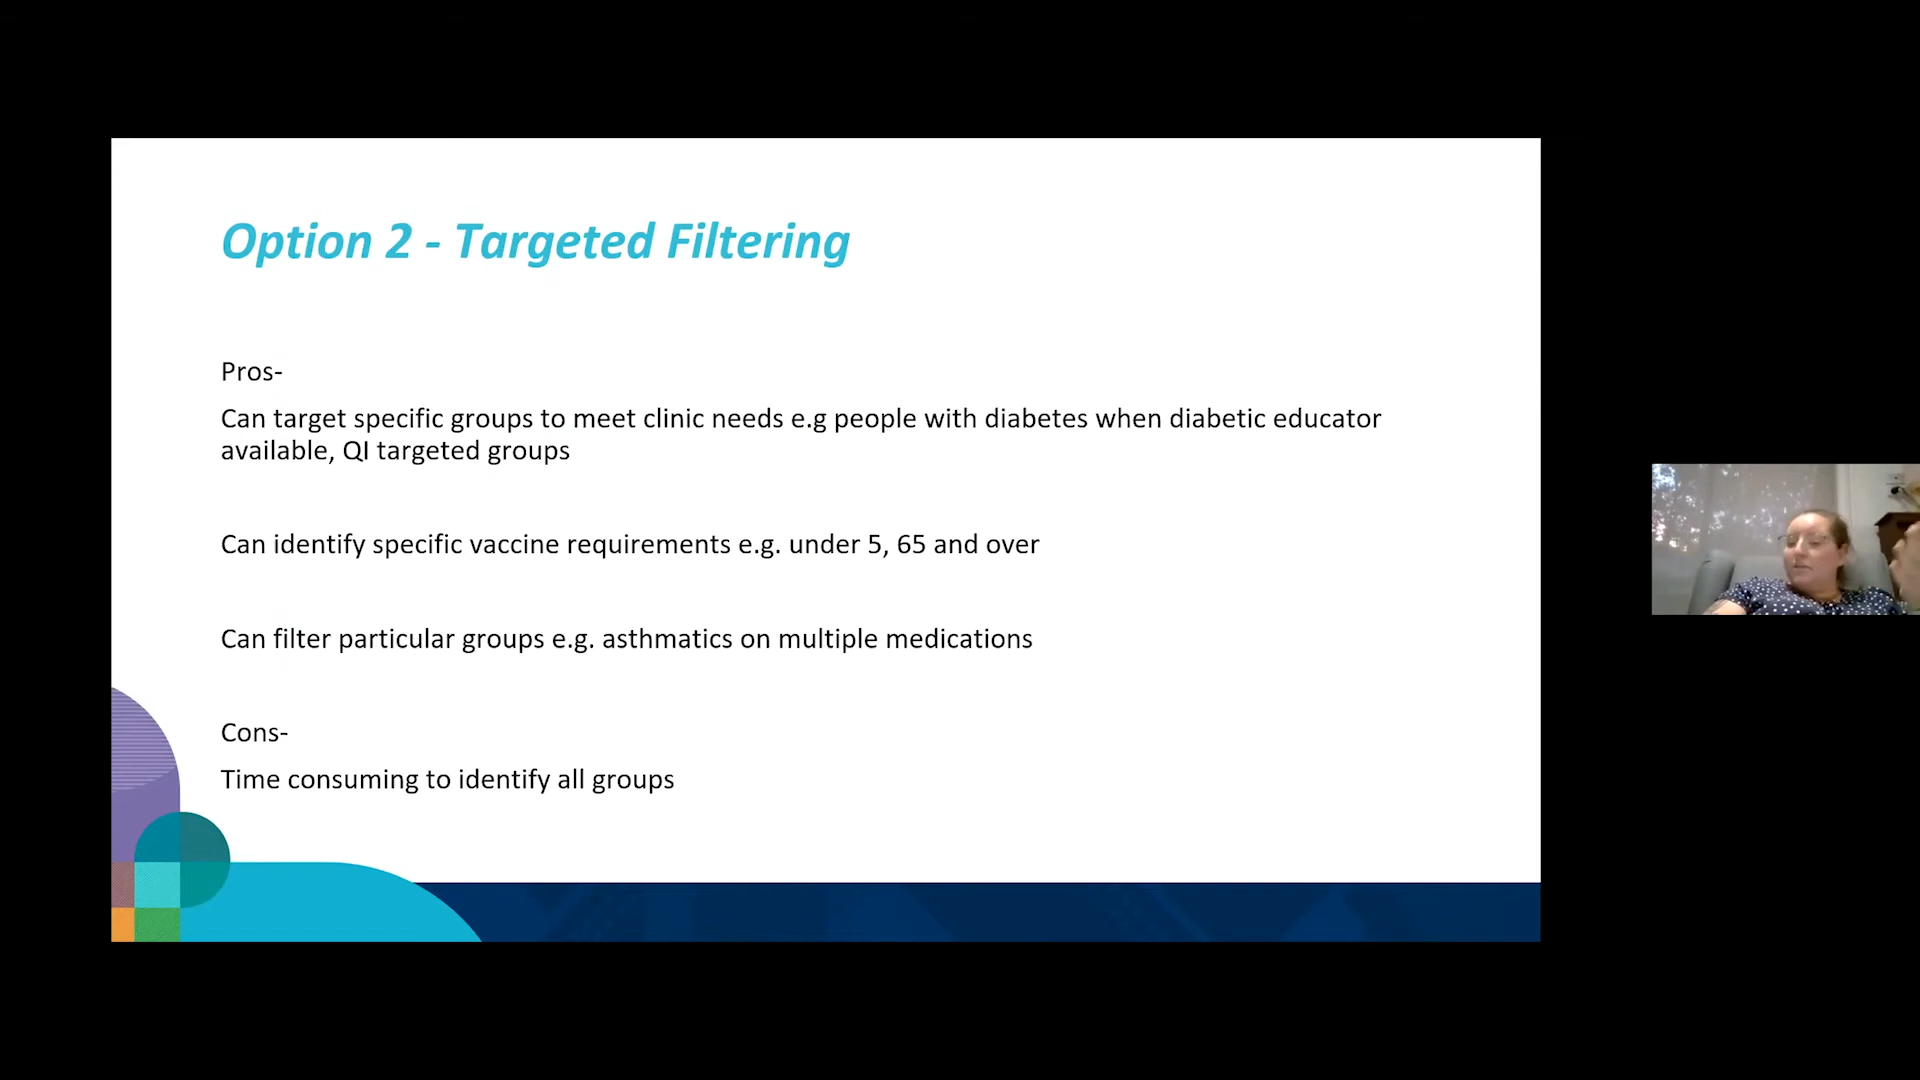 Option 2 - Targeted Filtering
Pros-
Can target specific groups to meet clinic needs e.g people with diabetes when diabetic educator
available, QI targeted groups
Can identify specific vaccine requirements e.g. under 5, 65 and over
Can filter particular groups e.g. asthmatics on multiple medications
Cons-
Time consuming to identify all groups